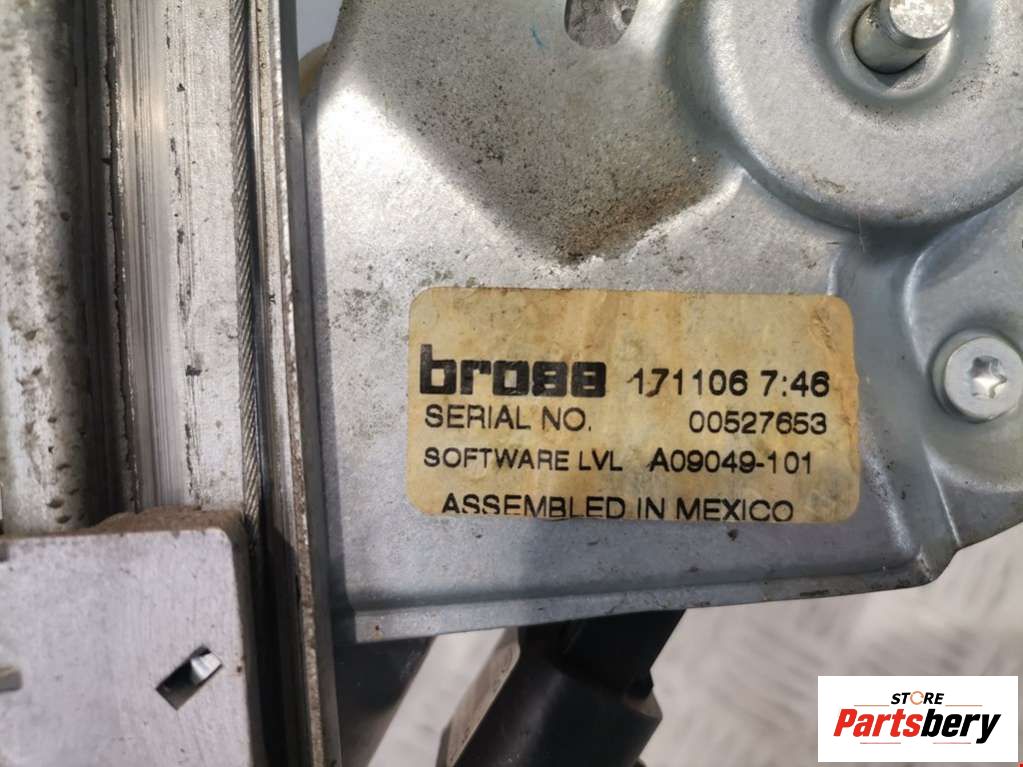 brose 171106 7:46
SERIAL NO. 00527653
SOFTWARE LVL A09049-101
ASSEMBLED IN MEXICO
STORE
Partsbery